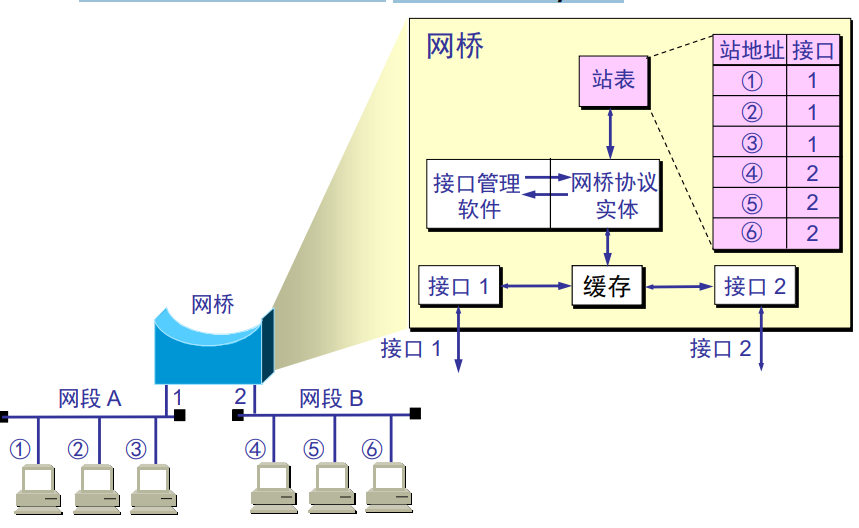 网桥
站表
站地址 接口
① 1
② 1
③ 1
④ 2
⑤ 2
⑥ 2
接口管理
软件
网桥协议
实体
接口 1
缓存
接口 2
接口 1
接口 2
网桥
1
2
网段 A
网段 B
①
②
③
④
⑤
⑥